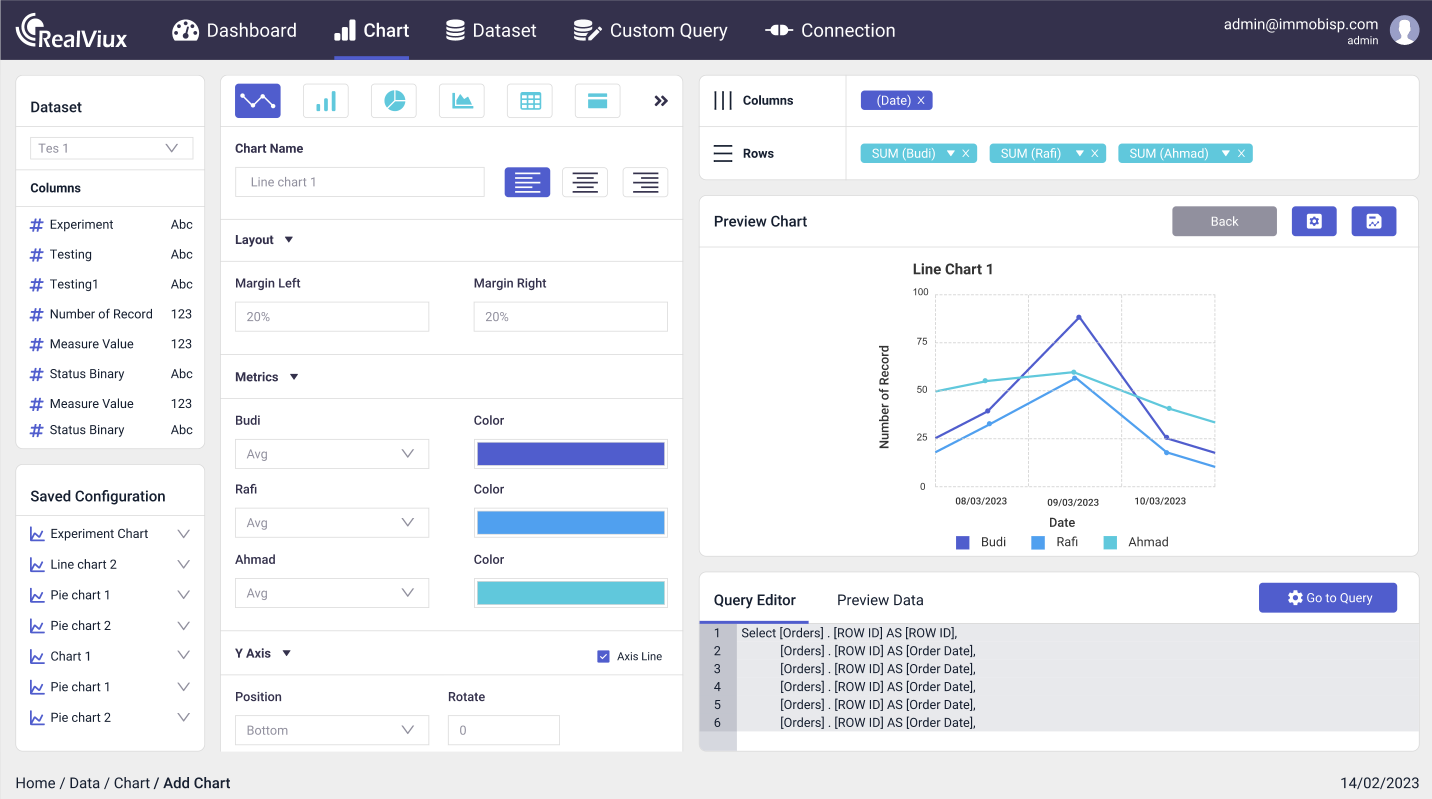 RealViux
Dashboard
Chart
Dataset
Custom Query
Connection
admin@immobisp.com
admin
Dataset
Tes 1
Columns
Experiment Abc
Testing Abc
Testing1 Abc
Number of Record 123
Measure Value 123
Status Binary Abc
Measure Value 123
Status Binary Abc
Saved Configuration
Experiment Chart
Line chart 2
Pie chart 1
Pie chart 2
Chart 1
Pie chart 1
Pie chart 2
Chart Name
Line chart 1
Layout
Margin Left Margin Right
20% 20%
Metrics
Budi Color
Avg
Rafi Color
Avg
Ahmad Color
Avg
Y Axis Axis Line
Position Rotate
Bottom 0
Columns (Date) X
Rows SUM (Budi) X SUM (Rafi) X SUM (Ahmad) X
Preview Chart
Back
Line Chart 1
100
75
50
25
0
Number of Record
08/03/2023 09/03/2023 10/03/2023
Date
Budi Rafi Ahmad
Query Editor Preview Data Go to Query
1 Select [Orders] . [ROW ID] AS [ROW ID],
2 [Orders] . [ROW ID] AS [Order Date],
3 [Orders] . [ROW ID] AS [Order Date],
4 [Orders] . [ROW ID] AS [Order Date],
5 [Orders] . [ROW ID] AS [Order Date],
6 [Orders] . [ROW ID] AS [Order Date],
Home / Data / Chart / Add Chart
14/02/2023